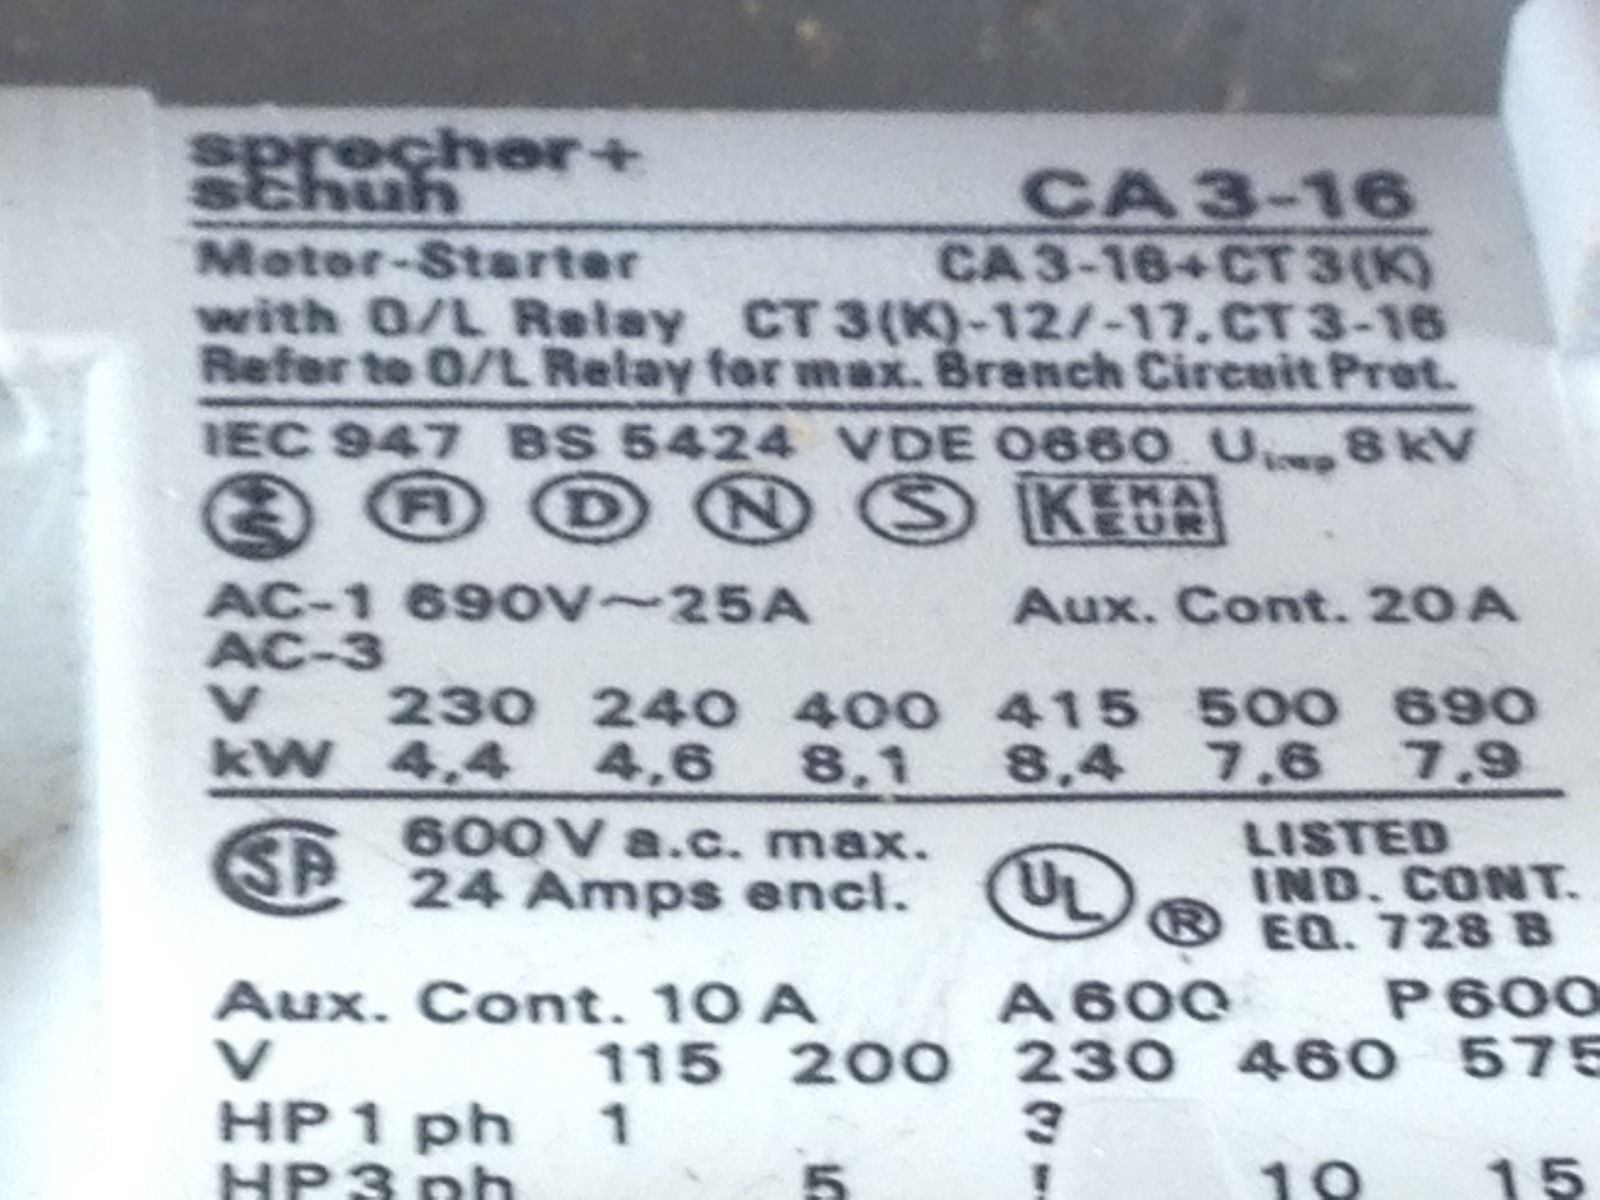 sprecher+
schuh
CA 3-16
Motor-Starter CA 3-16+CT 3(K)
with O/L Relay CT 3(K)-12/-17, CT 3-16
Refer to O/L Relay for max. Branch Circuit Prot.
IEC 947 BS 5424 VDE 0660 Uimp 8 kV
S FI D N S KEMA EUR
AC-1 690V~25A Aux. Cont. 20 A
AC-3
V 230 240 400 415 500 690
kW 4,4 4,6 8,1 8,4 7,6 7,9
SA 600 V a.c. max. UL ® LISTED
24 Amps encl. IND. CONT.
EQ. 728 B
Aux. Cont. 10 A A 600 P 600
V 115 200 230 460 575
HP 1 ph 1 3
HP 3 ph 5 10 15